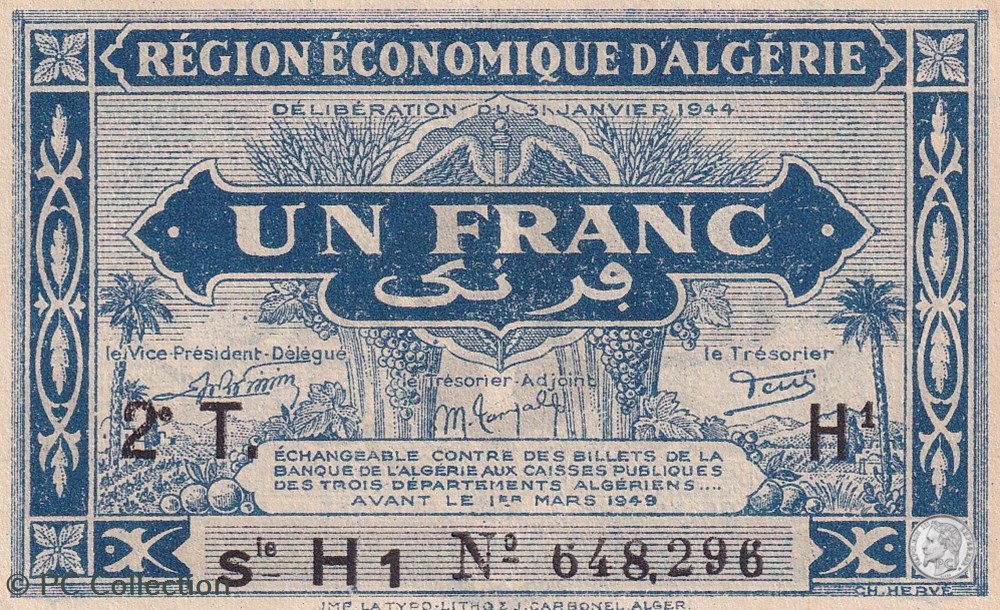 RÉGION ÉCONOMIQUE D'ALGÉRIE
DÉLIBÉRATION DU 31 JANVIER 1944
UN FRANC
فرنك
le Vice-Président-Délégué
le Trésorier-Adjoint
le Trésorier
2e T.
H1
ÉCHANGEABLE CONTRE DES BILLETS DE LA
BANQUE DE L'ALGÉRIE AUX CAISSES PUBLIQUES
DES TROIS DÉPARTEMENTS ALGÉRIENS....
AVANT LE 1ER MARS 1949
Sie H1 No 648,296
© PC Collection
CH. HERVÉ
IMP. LA TYPO-LITHO & J. CARBONEL. ALGER.